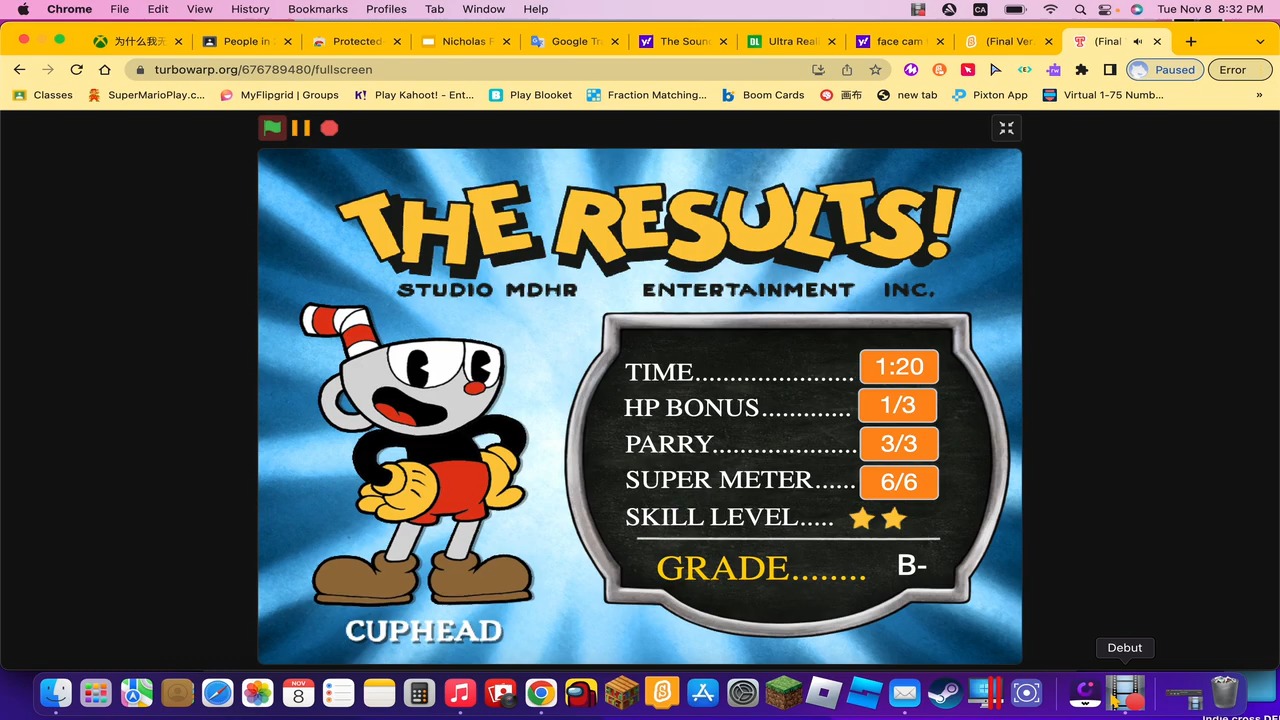 Chrome File Edit View History Bookmarks Profiles Tab Window Help CA Tue Nov 8 8:32 PM
为什么我无 People in Protected Nicholas F Google Tra The Soun Ultra Reali face cam (Final Ver (Final
turbowarp.org/676789480/fullscreen Paused Error
Classes SuperMarioPlay.c... MyFlipgrid | Groups K! Play Kahoot! - Ent... B Play Blooket Fraction Matching... Boom Cards 画布 new tab Pixton App Virtual 1-75 Numb... »
THE RESULTS!
STUDIO MDHR ENTERTAINMENT INC.
TIME....................... 1:20
HP BONUS............. 1/3
PARRY..................... 3/3
SUPER METER...... 6/6
SKILL LEVEL.....
GRADE........ B-
CUPHEAD
Debut
NOV
8